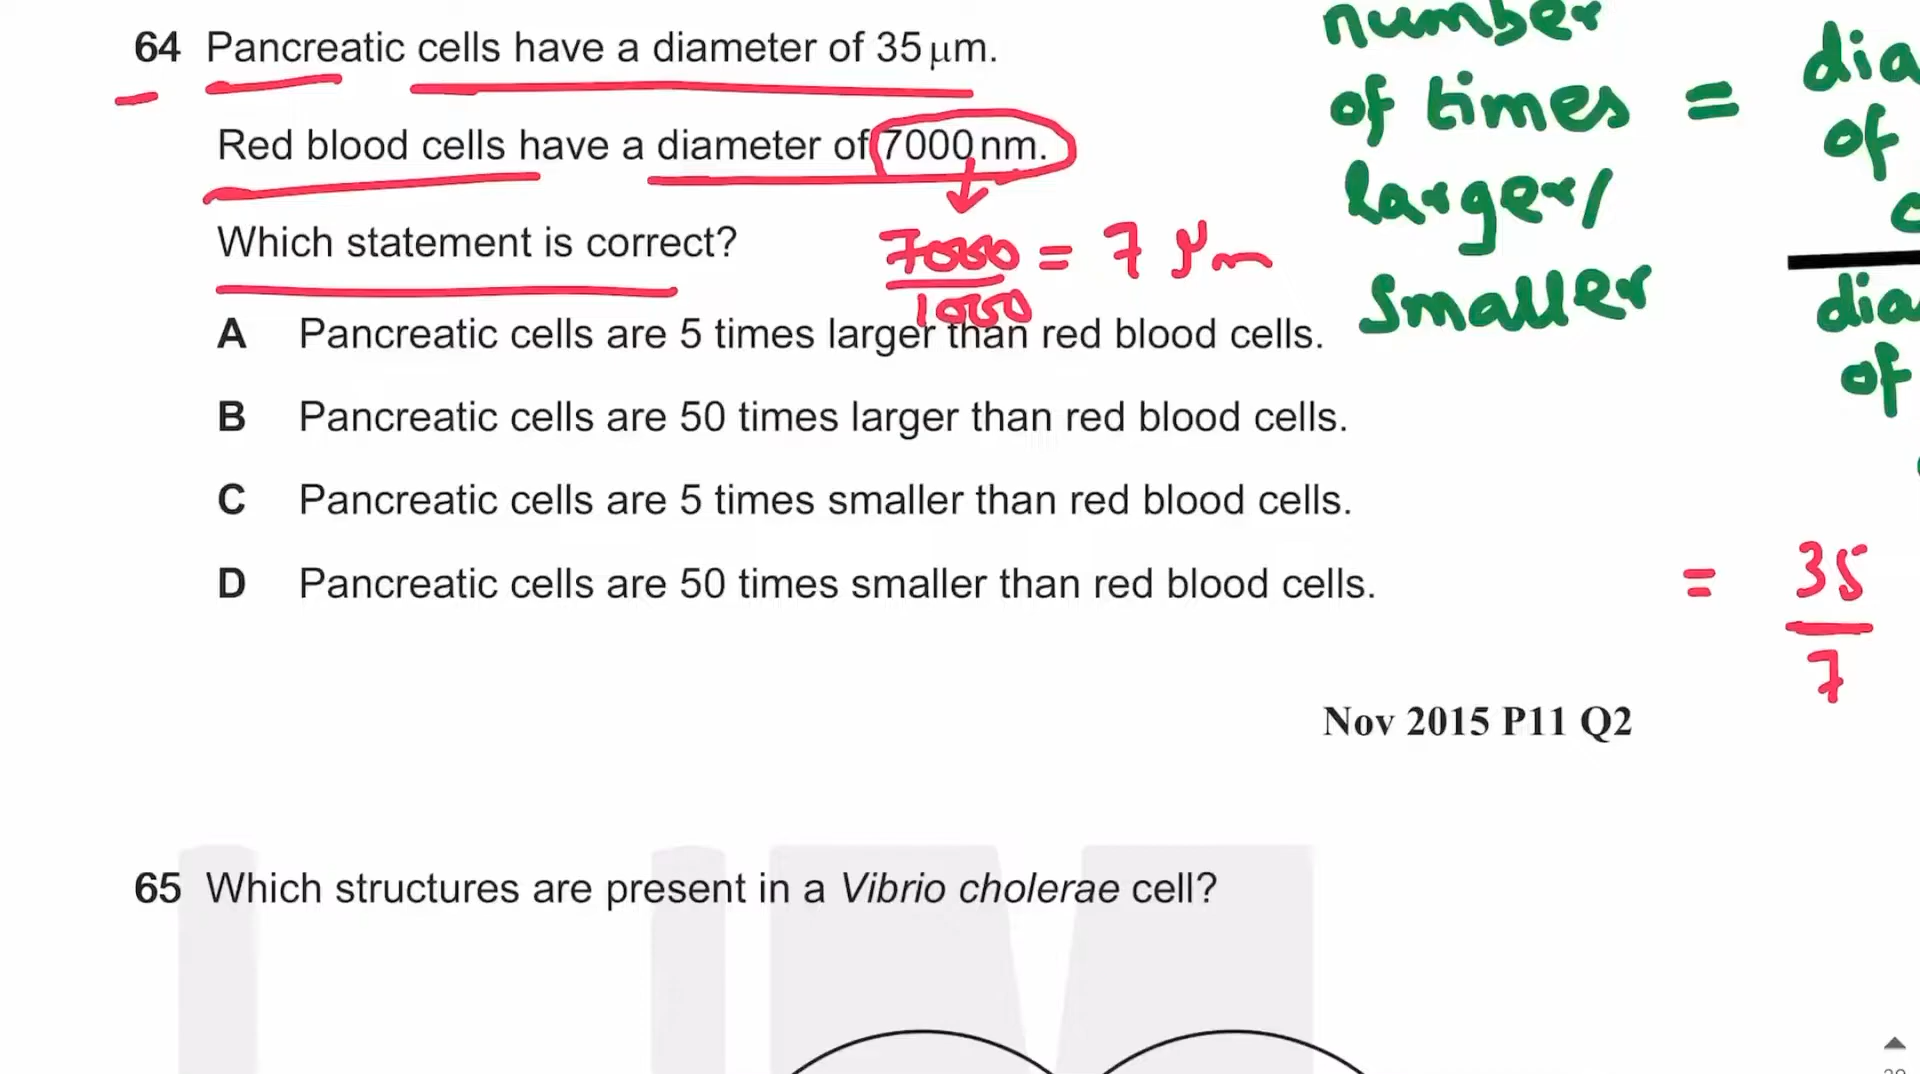 64 Pancreatic cells have a diameter of 35 μm.
Red blood cells have a diameter of 7000 nm.
Which statement is correct?
7000
1000
= 7 μm
A Pancreatic cells are 5 times larger than red blood cells.
B Pancreatic cells are 50 times larger than red blood cells.
C Pancreatic cells are 5 times smaller than red blood cells.
D Pancreatic cells are 50 times smaller than red blood cells.
number
of times =
larger/
smaller
dia
of
dia
of
= 35
7
Nov 2015 P11 Q2
65 Which structures are present in a Vibrio cholerae cell?